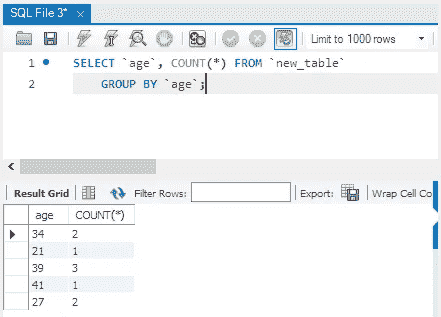 SQL File 3* ×
Limit to 1000 rows
1 SELECT `age`, COUNT(*) FROM `new_table`
2 GROUP BY `age`;
Result Grid Filter Rows: Export: Wrap Cell Co
age COUNT(*)
34 2
21 1
39 3
41 1
27 2